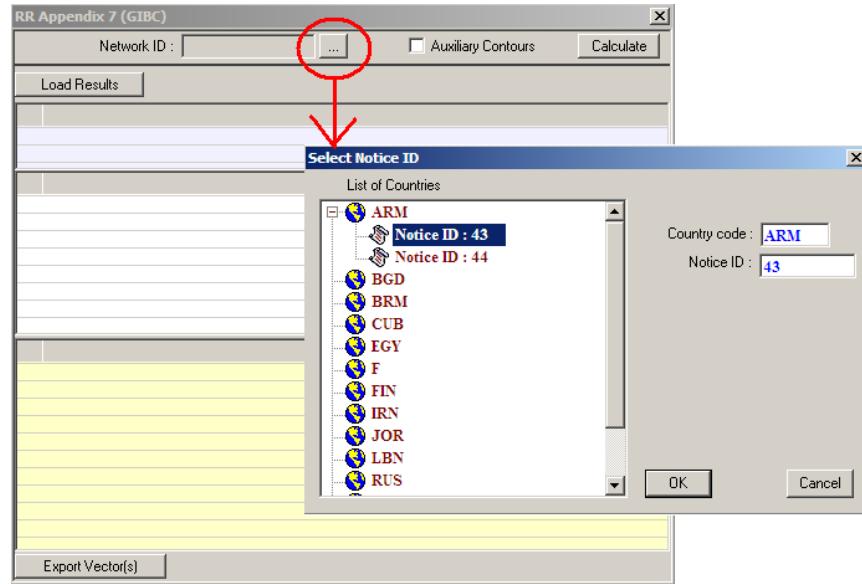 RR Appendix 7 (GIBC)
Network ID : ... Auxiliary Contours Calculate
Load Results
Select Notice ID
List of Countries
ARM
Notice ID : 43
Notice ID : 44
BGD
BRM
CUB
EGY
F
FIN
IRN
JOR
LBN
RUS
Country code : ARM
Notice ID : 43
OK Cancel
Export Vector(s)